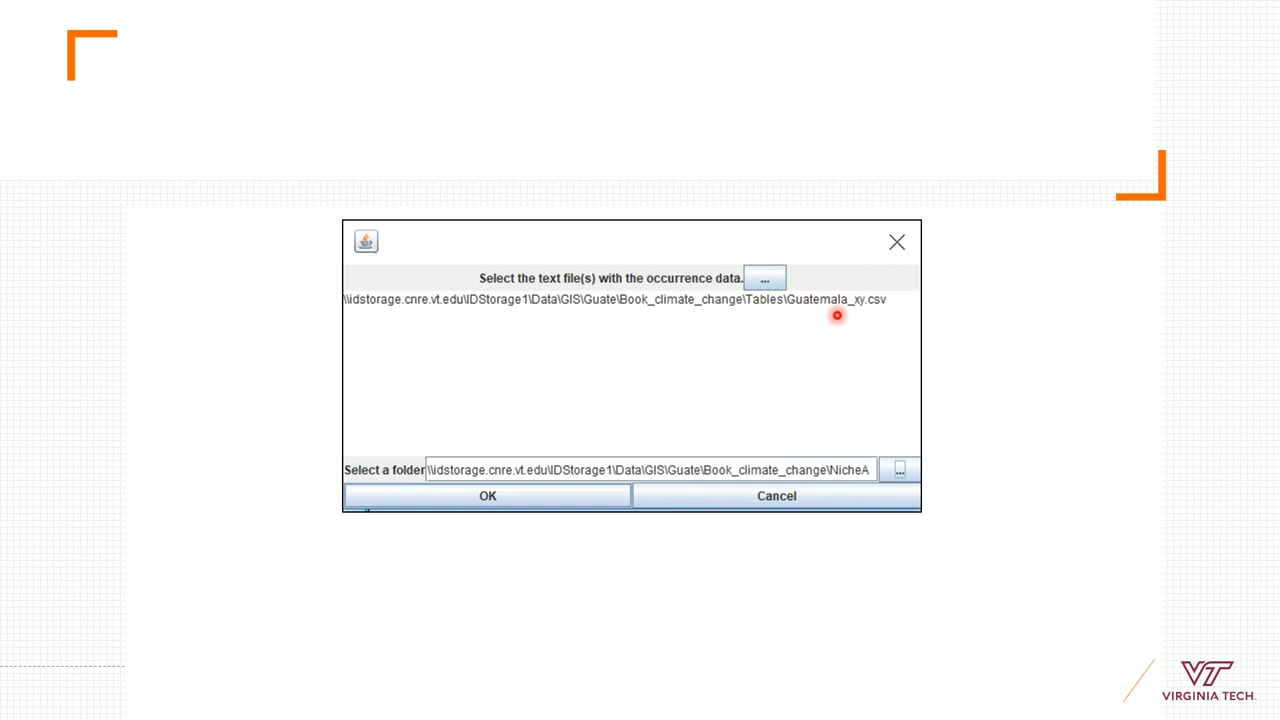 Select the text file(s) with the occurrence data. ...
\\idstorage.cnre.vt.edu\IDStorage1\Data\GIS\Guate\Book_climate_change\Tables\Guatemala_xy.csv
Select a folder \\idstorage.cnre.vt.edu\IDStorage1\Data\GIS\Guate\Book_climate_change\NicheA ...
OK Cancel
VT
VIRGINIA TECH